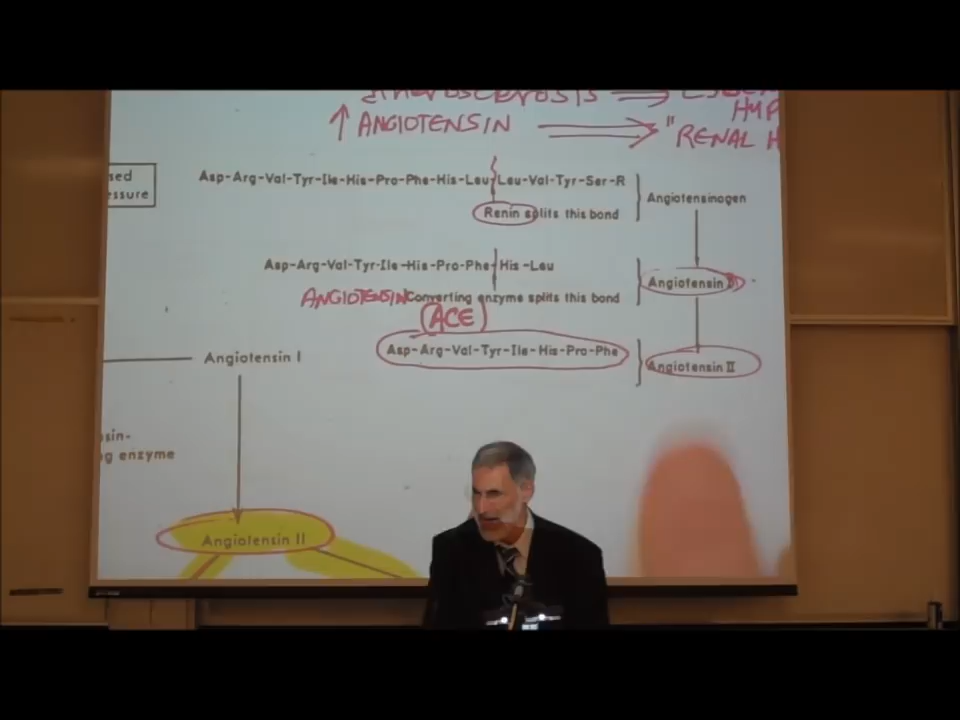 ↑ ANGIOTENSIN ⟹ "RENAL H
HYP
Asp-Arg-Val-Tyr-Ile-His-Pro-Phe-His-Leu Leu-Val-Tyr-Ser-R
Angiotensinogen
Renin splits this bond
Asp-Arg-Val-Tyr-Ile-His-Pro-Phe His-Leu
Angiotensin I
ANGIOTENSIN Converting enzyme splits this bond
(ACE)
Asp-Arg-Val-Tyr-Ile-His-Pro-Phe
Angiotensin II
sed
ssure
Angiotensin I
sin-
g enzyme
Angiotensin II